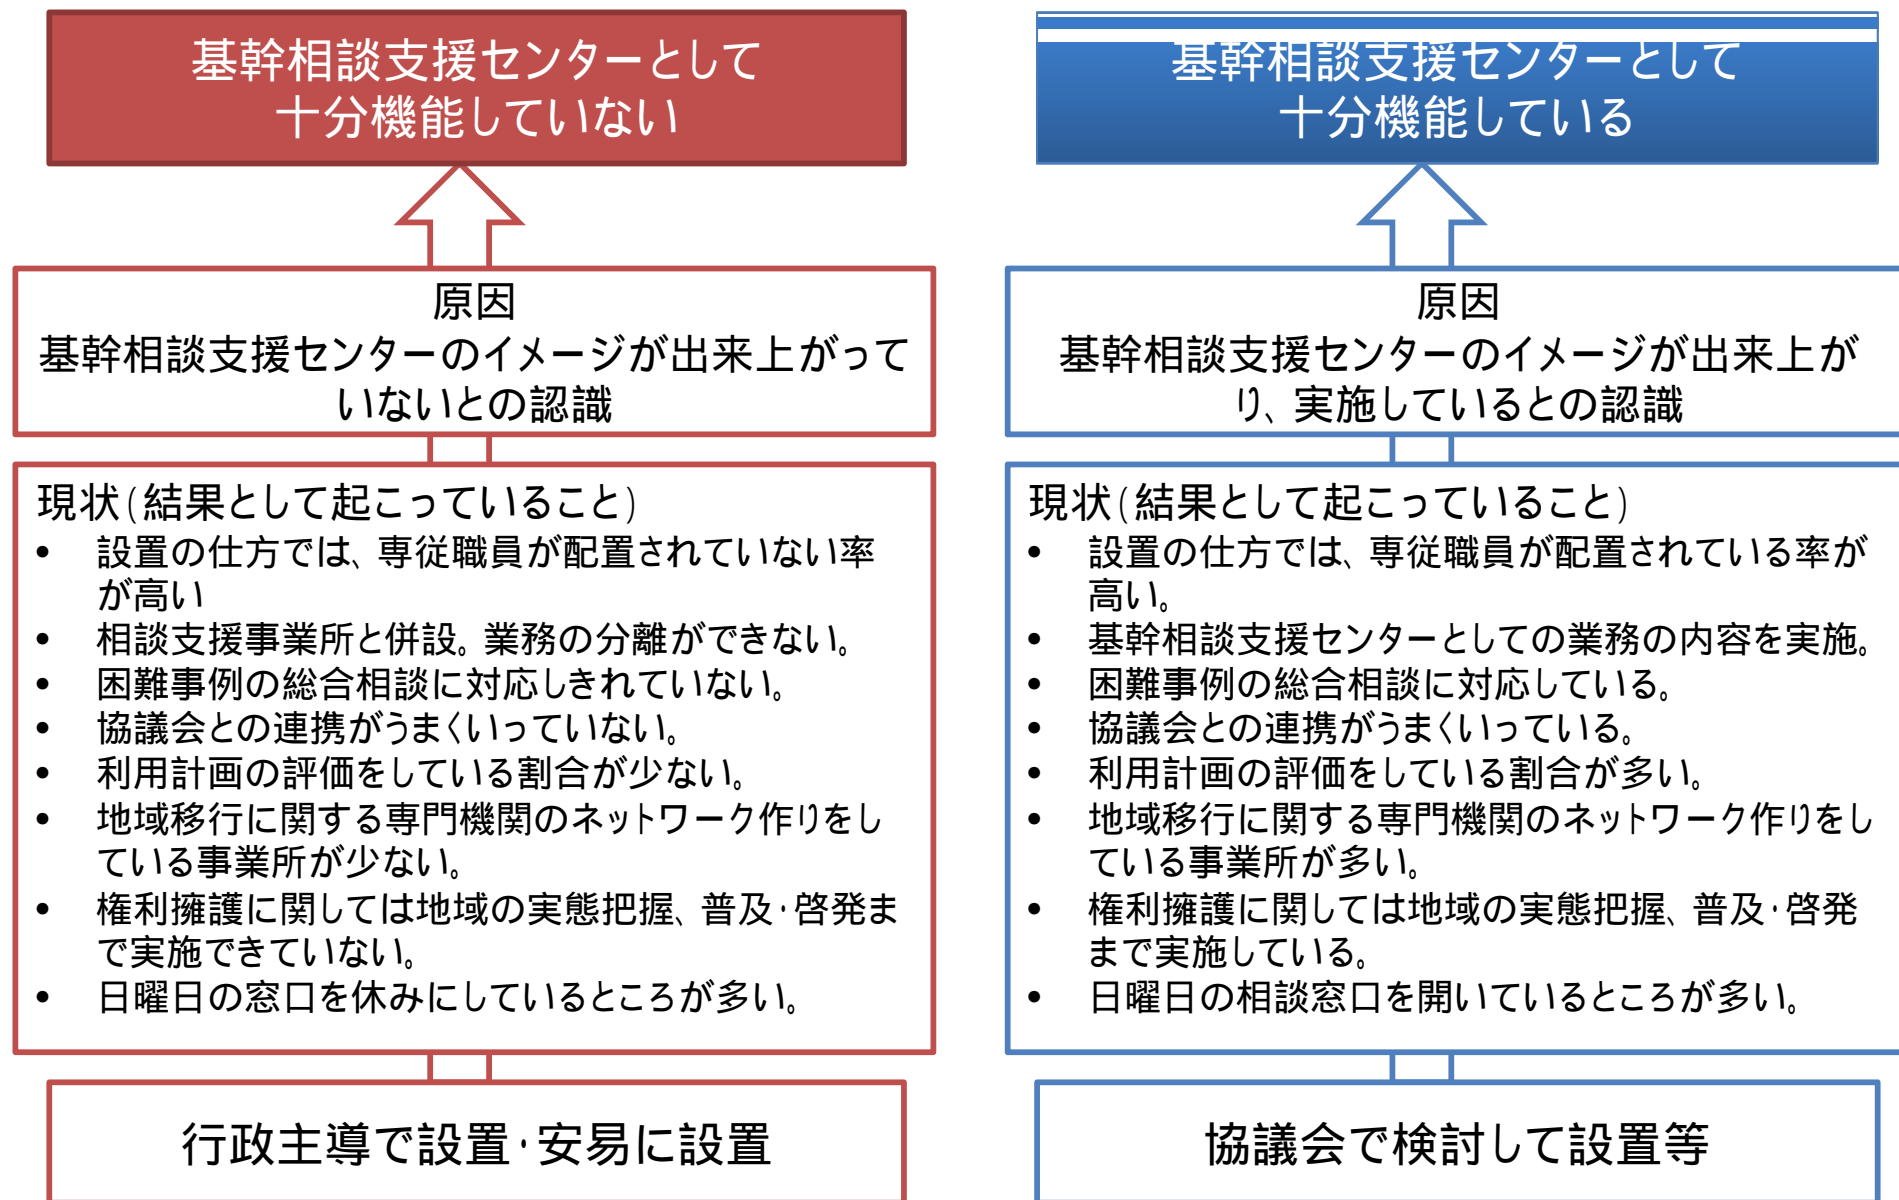 基幹相談支援センターとして
十分機能していない
原因
基幹相談支援センターのイメージが出来上がって
いないとの認識
現状(結果として起こっていること)
• 設置の仕方では、専従職員が配置されていない率
が高い
• 相談支援事業所と併設。業務の分離ができない。
• 困難事例の総合相談に対応しきれていない。
• 協議会との連携がうまくいっていない。
• 利用計画の評価をしている割合が少ない。
• 地域移行に関する専門機関のネットワーク作りをし
ている事業所が少ない。
• 権利擁護に関しては地域の実態把握、普及・啓発ま
で実施できていない。
• 日曜日の窓口を休みにしているところが多い。
行政主導で設置・安易に設置
基幹相談支援センターとして
十分機能している
原因
基幹相談支援センターのイメージが出来上が
り、実施しているとの認識
現状(結果として起こっていること)
• 設置の仕方では、専従職員が配置されている率が
高い。
• 基幹相談支援センターとしての業務の内容を実施。
• 困難事例の総合相談に対応している。
• 協議会との連携がうまくいっている。
• 利用計画の評価をしている割合が多い。
• 地域移行に関する専門機関のネットワーク作りをし
ている事業所が多い。
• 権利擁護に関しては地域の実態把握、普及・啓発
まで実施している。
• 日曜日の相談窓口を開いているところが多い。
協議会で検討して設置等